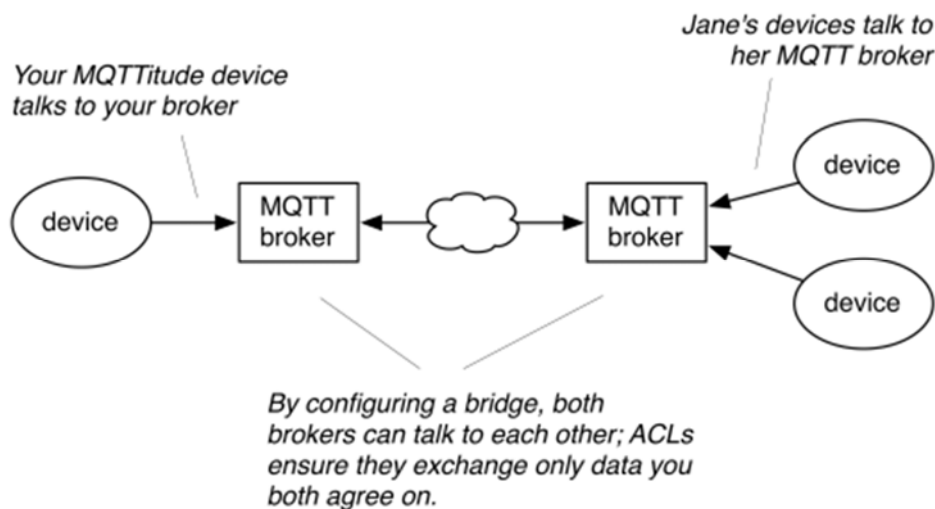 Jane's devices talk to
her MQTT broker
Your MQTTitude device
talks to your broker
device
MQTT
broker
MQTT
broker
device
device
By configuring a bridge, both
brokers can talk to each other; ACLs
ensure they exchange only data you
both agree on.